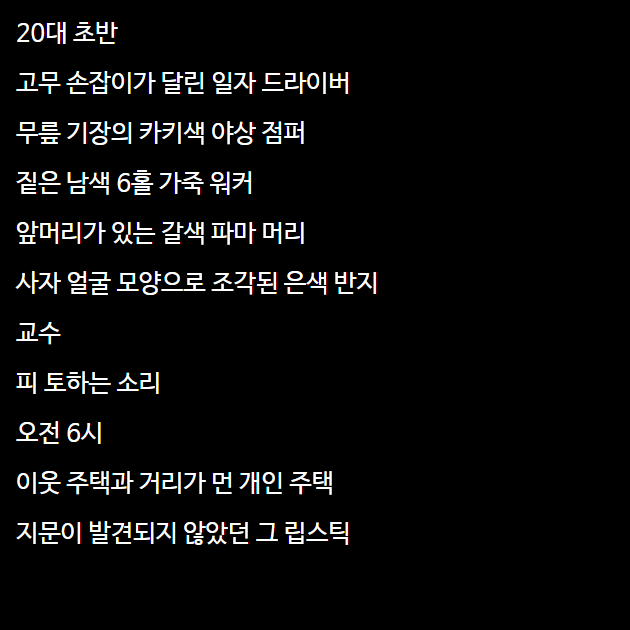 20대 초반
고무 손잡이가 달린 일자 드라이버
무릎 기장의 카키색 야상 점퍼
짙은 남색 6홀 가죽 워커
앞머리가 있는 갈색 파마 머리
사자 얼굴 모양으로 조각된 은색 반지
교수
피 토하는 소리
오전 6시
이웃 주택과 거리가 먼 개인 주택
지문이 발견되지 않았던 그 립스틱